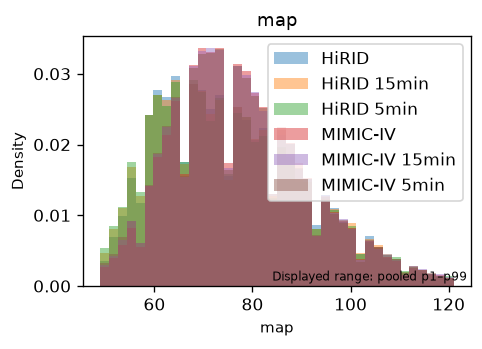 map
HiRID
HiRID 15min
HiRID 5min
MIMIC-IV
MIMIC-IV 15min
MIMIC-IV 5min
Density
0.03
0.02
0.01
0.00
Displayed range: pooled p1–p99
60
80
100
120
map